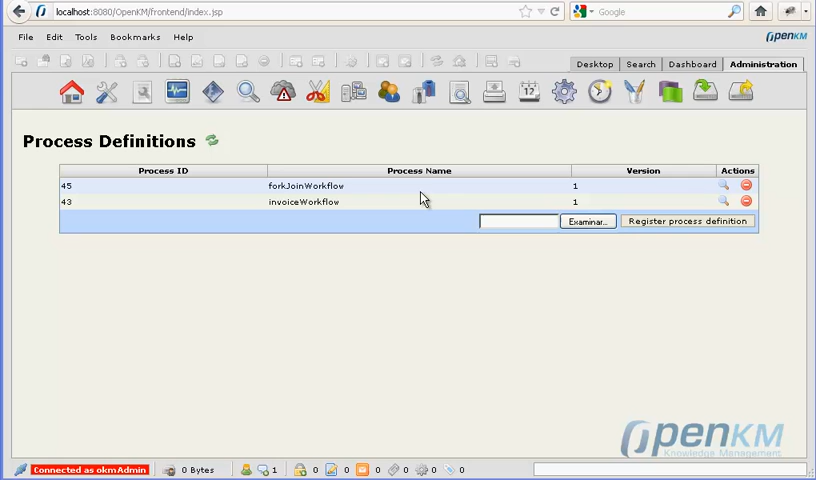 localhost:8080/OpenKM/frontend/index.jsp
Google
File Edit Tools Bookmarks Help
OpenKM
Desktop Search Dashboard Administration
12
Process Definitions
Process ID Process Name Version Actions
45 forkJoinWorkflow 1
43 invoiceWorkflow 1
Examinar... Register process definition
OpenKM
Knowledge Management
Connected as okmAdmin 0 Bytes 1 0 0 0 0 0 0